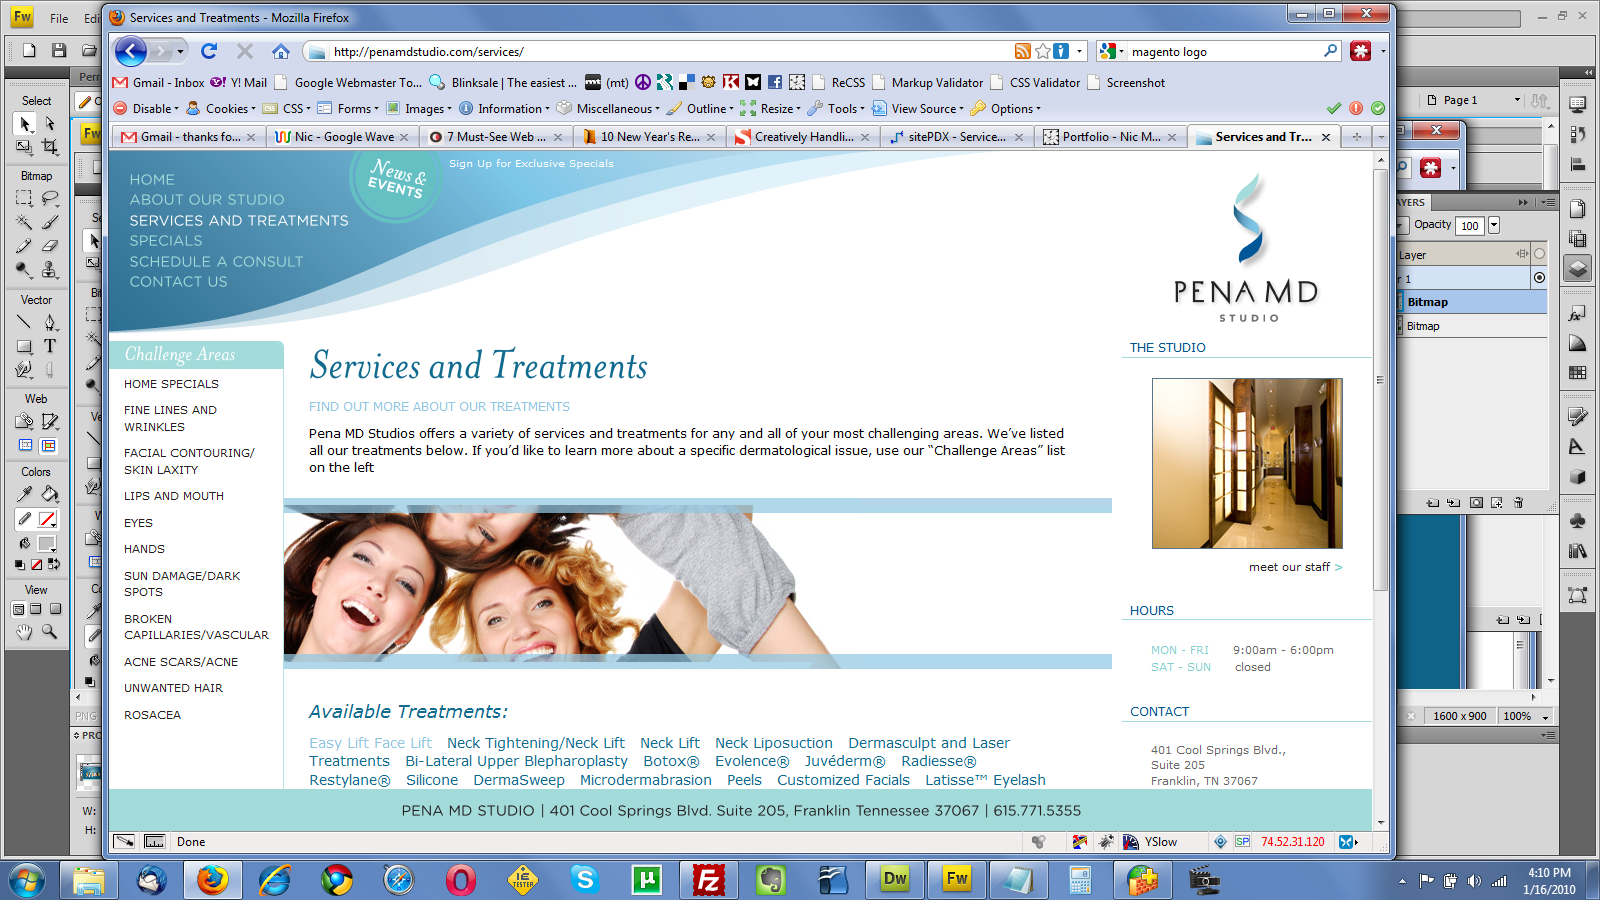 Fw File Edi
Services and Treatments - Mozilla Firefox
http://penamdstudio.com/services/
magento logo
Gmail - Inbox Y! Mail Google Webmaster To... Blinksale | The easiest ... (mt) ReCSS Markup Validator CSS Validator Screenshot
Disable Cookies CSS Forms Images Information Miscellaneous Outline Resize Tools View Source Options
Gmail - thanks fo... Nic - Google Wave 7 Must-See Web ... 10 New Year's Re... Creatively Handli... sitePDX - Service... Portfolio - Nic M... Services and Tr...
Select
Bitmap
Vector
Web
Colors
View
HOME
ABOUT OUR STUDIO
SERVICES AND TREATMENTS
SPECIALS
SCHEDULE A CONSULT
CONTACT US
News &
EVENTS
Sign Up for Exclusive Specials
PENA MD
STUDIO
Challenge Areas
HOME SPECIALS
FINE LINES AND
WRINKLES
FACIAL CONTOURING/
SKIN LAXITY
LIPS AND MOUTH
EYES
HANDS
SUN DAMAGE/DARK
SPOTS
BROKEN
CAPILLARIES/VASCULAR
ACNE SCARS/ACNE
UNWANTED HAIR
ROSACEA
Services and Treatments
FIND OUT MORE ABOUT OUR TREATMENTS
Pena MD Studios offers a variety of services and treatments for any and all of your most challenging areas. We've listed
all our treatments below. If you'd like to learn more about a specific dermatological issue, use our “Challenge Areas” list
on the left
Available Treatments:
Easy Lift Face Lift Neck Tightening/Neck Lift Neck Lift Neck Liposuction Dermasculpt and Laser
Treatments Bi-Lateral Upper Blepharoplasty Botox® Evolence® Juvéderm® Radiesse®
Restylane® Silicone DermaSweep Microdermabrasion Peels Customized Facials Latisse™ Eyelash
THE STUDIO
meet our staff >
HOURS
MON - FRI 9:00am - 6:00pm
SAT - SUN closed
CONTACT
401 Cool Springs Blvd.,
Suite 205
Franklin, TN 37067
PENA MD STUDIO | 401 Cool Springs Blvd. Suite 205, Franklin Tennessee 37067 | 615.771.5355
Done
YSlow
SP
74.52.31.120
Page 1
AYERS
Opacity 100
Layer
r 1
Bitmap
Bitmap
1600 x 900 100%
PNG
PRO
W:
H:
IE TESTER
Fz
Dw
Fw
4:10 PM
1/16/2010